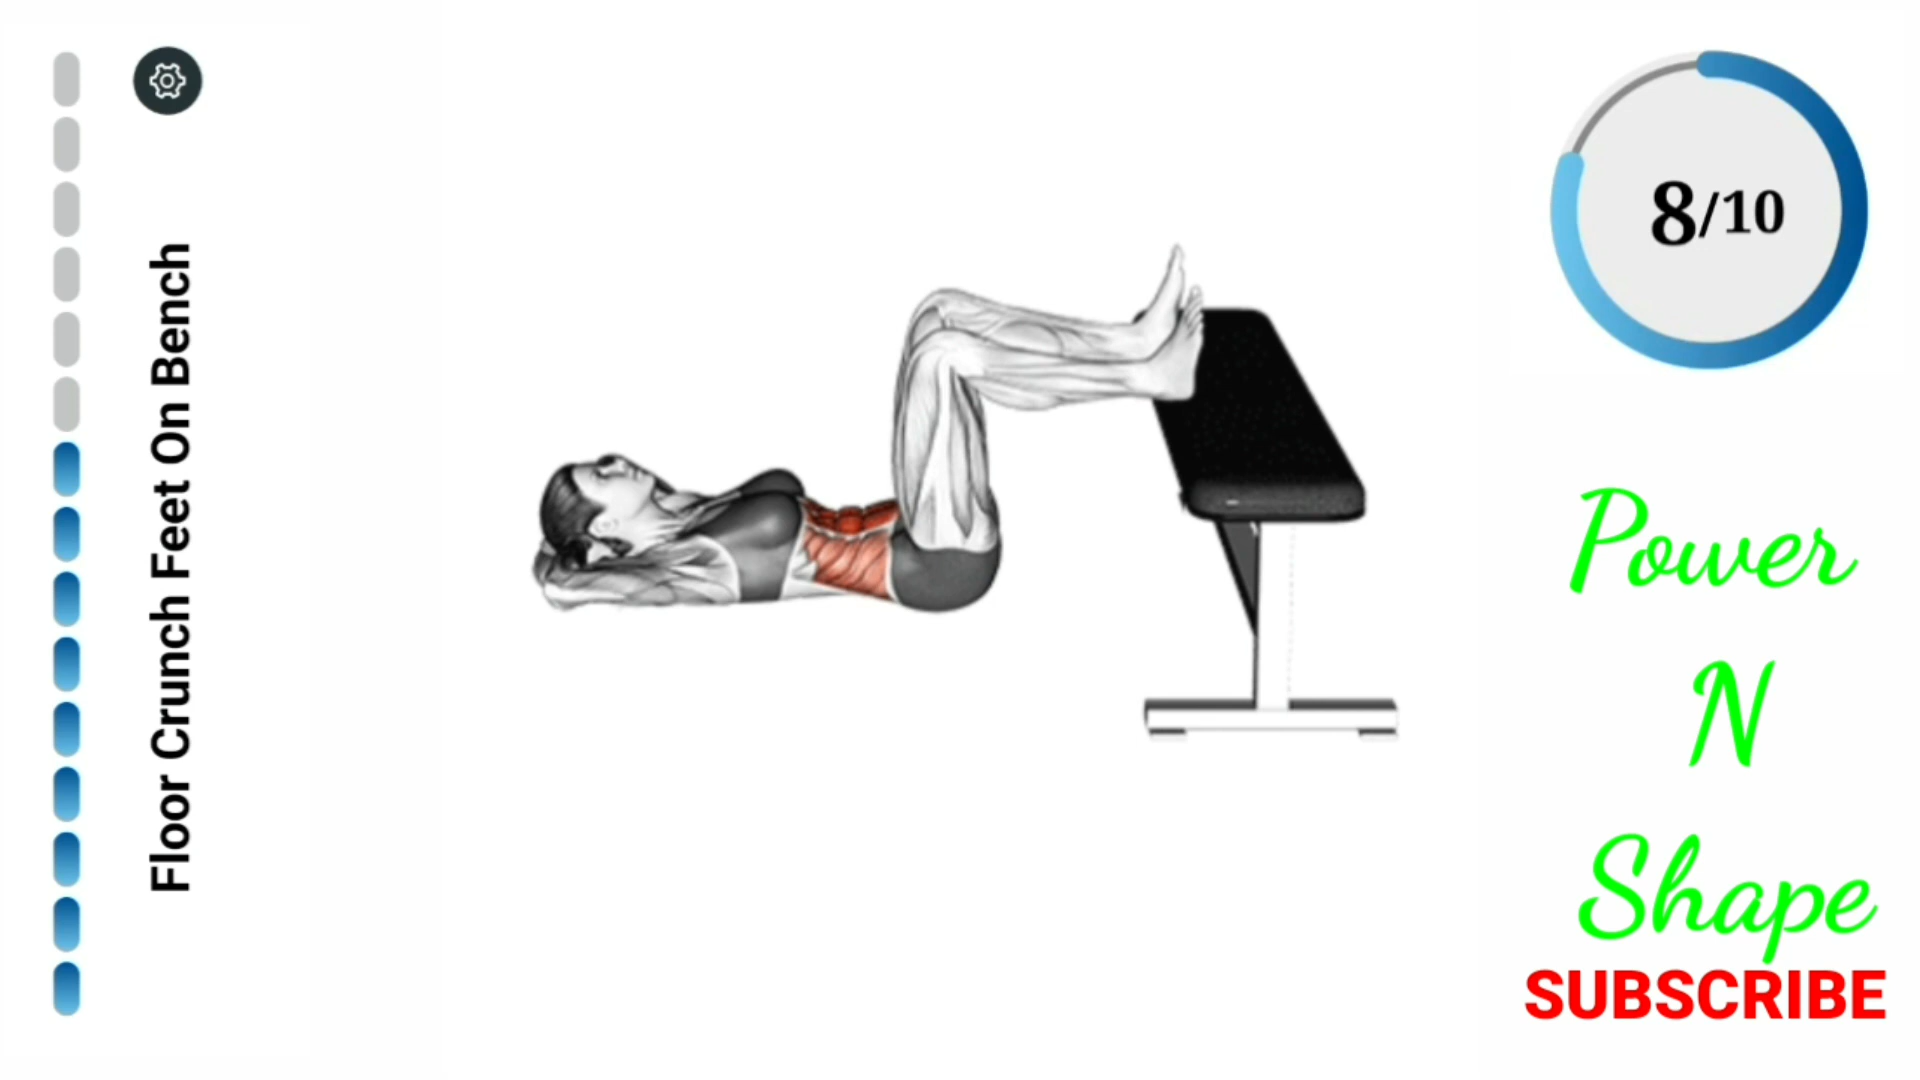 Floor Crunch Feet On Bench
8/10
Power
N
Shape
SUBSCRIBE